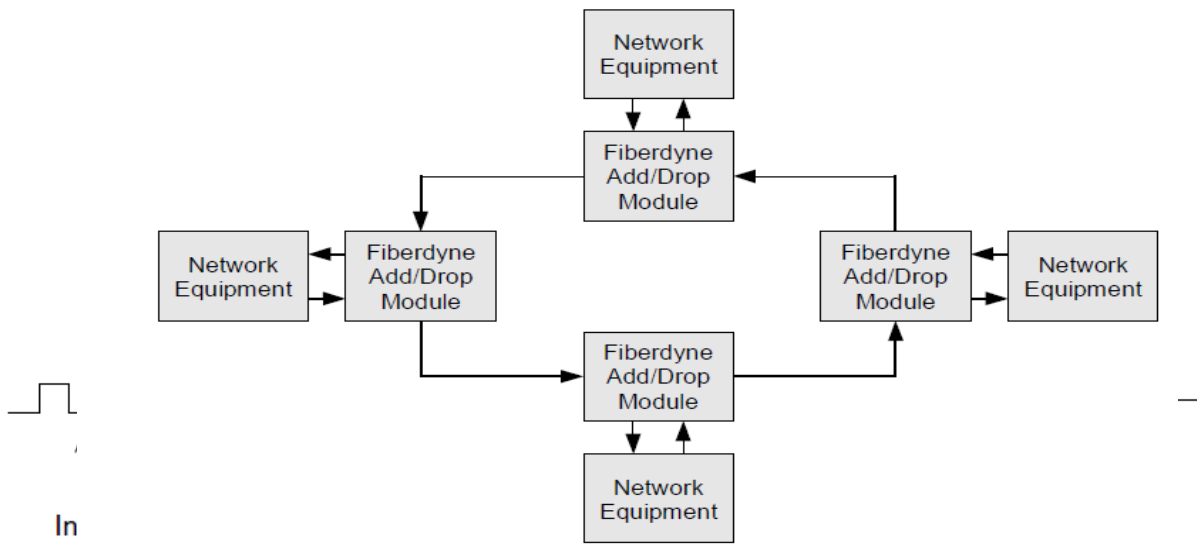 Network
Equipment
Fiberdyne
Add/Drop
Module
Network
Equipment
Fiberdyne
Add/Drop
Module
Fiberdyne
Add/Drop
Module
Network
Equipment
Fiberdyne
Add/Drop
Module
Network
Equipment
In